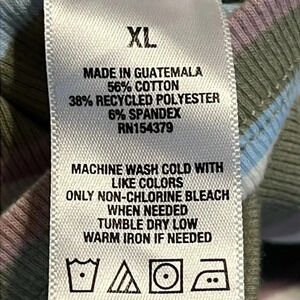 XL
MADE IN GUATEMALA
56% COTTON
38% RECYCLED POLYESTER
6% SPANDEX
RN154379
MACHINE WASH COLD WITH
LIKE COLORS
ONLY NON-CHLORINE BLEACH
WHEN NEEDED
TUMBLE DRY LOW
WARM IRON IF NEEDED